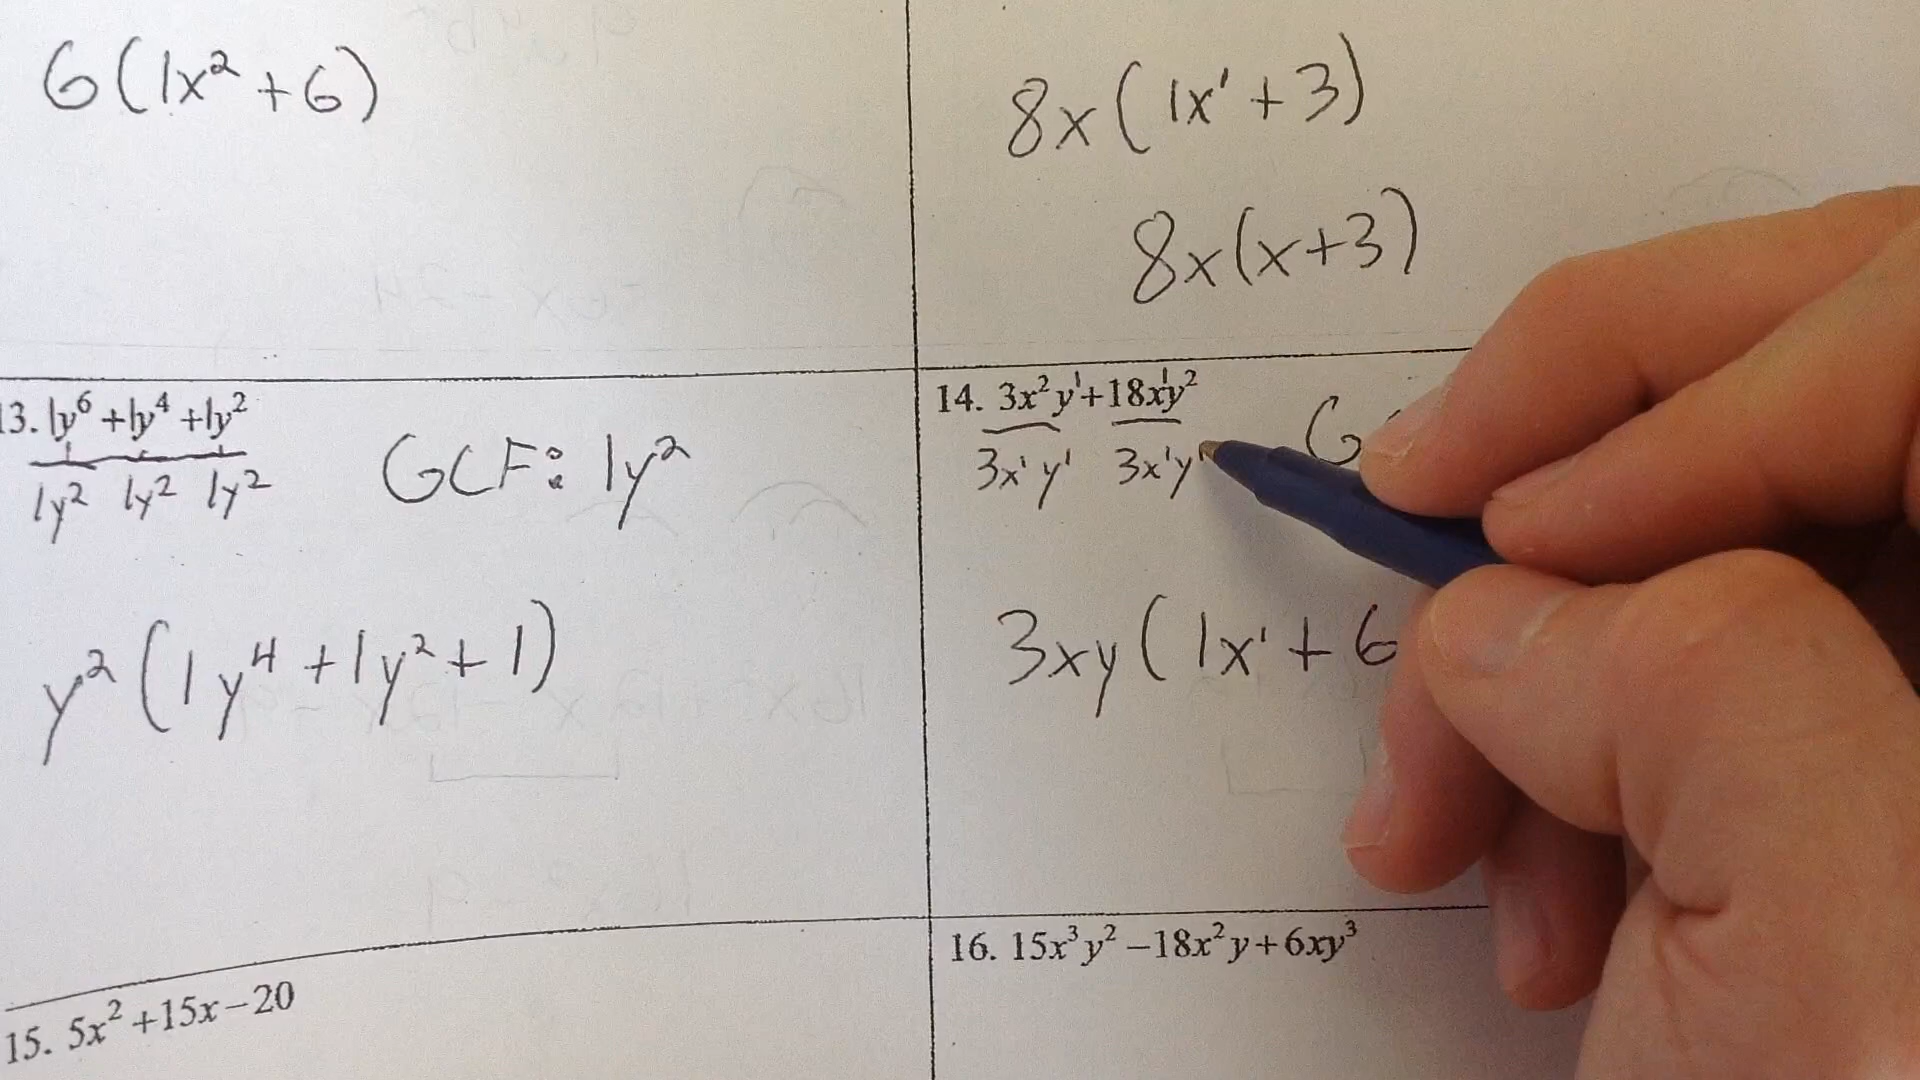 6(1x² + 6)
8x(1x¹ + 3)
8x(x+3)
13. 1y⁶ + 1y⁴ + 1y²
1y² 1y² 1y²
GCF: 1y²
y²(1y⁴ + 1y² + 1)
14. 3x²y¹ + 18x¹y²
3x¹y¹ 3x¹y¹
G
3xy(1x¹ + 6
15. 5x² + 15x – 20
16. 15x³y² – 18x²y + 6xy³